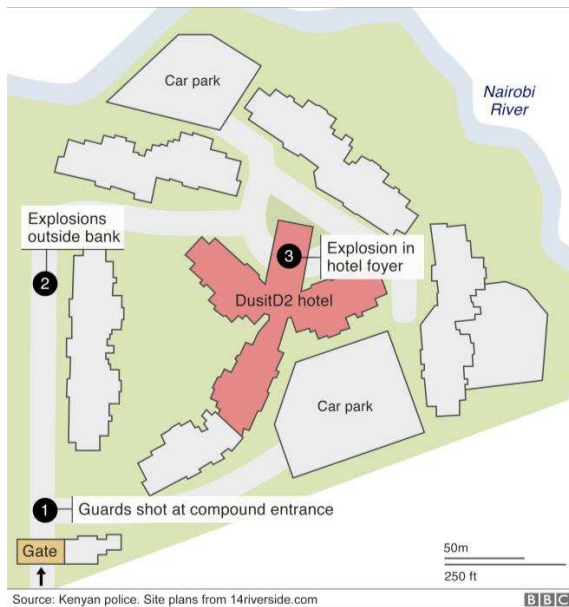 Car park
Nairobi
River
Explosions
outside bank
2
3
Explosion in
hotel foyer
DusitD2 hotel
Car park
1
Guards shot at compound entrance
Gate
50m
250 ft
Source: Kenyan police. Site plans from 14riverside.com
BBC